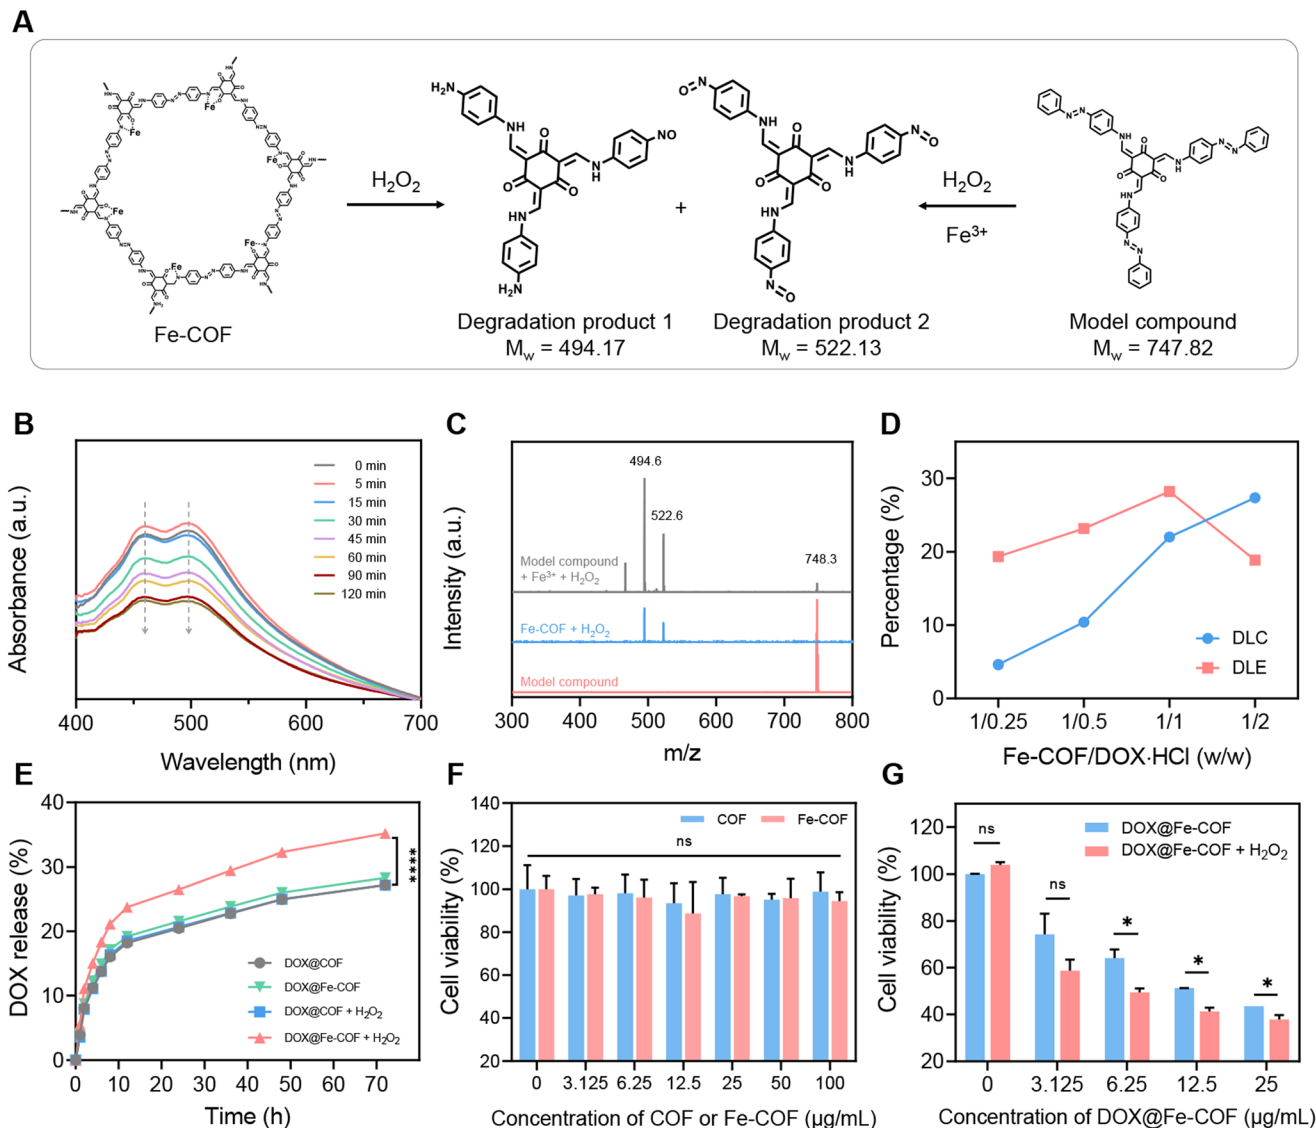 A
Fe-COF
H₂O₂
H₂N
NH
O
NO
N
H
HN
H₂N
Degradation product 1
Mw = 494.17
+
O
N
NH
O
N
H
HN
N
O
Degradation product 2
Mw = 522.13
H₂O₂
Fe³⁺
Model compound
Mw = 747.82
B
Absorbance (a.u.)
0 min
5 min
15 min
30 min
45 min
60 min
90 min
120 min
400 500 600 700
Wavelength (nm)
C
Intensity (a.u.)
494.6
522.6
748.3
Model compound
+ Fe³⁺ + H₂O₂
Fe-COF + H₂O₂
Model compound
300 400 500 600 700 800
m/z
D
Percentage (%)
30
20
10
0
DLC
DLE
1/0.25 1/0.5 1/1 1/2
Fe-COF/DOX·HCl (w/w)
E
DOX release (%)
40
30
20
10
0
****
DOX@COF
DOX@Fe-COF
DOX@COF + H₂O₂
DOX@Fe-COF + H₂O₂
0 10 20 30 40 50 60 70
Time (h)
F
Cell viability (%)
140
120
100
80
60
40
20
COF Fe-COF
ns
0 3.125 6.25 12.5 25 50 100
Concentration of COF or Fe-COF (μg/mL)
G
Cell viability (%)
120
100
80
60
40
20
DOX@Fe-COF
DOX@Fe-COF + H₂O₂
ns
ns
*
*
*
0 3.125 6.25 12.5 25
Concentration of DOX@Fe-COF (μg/mL)